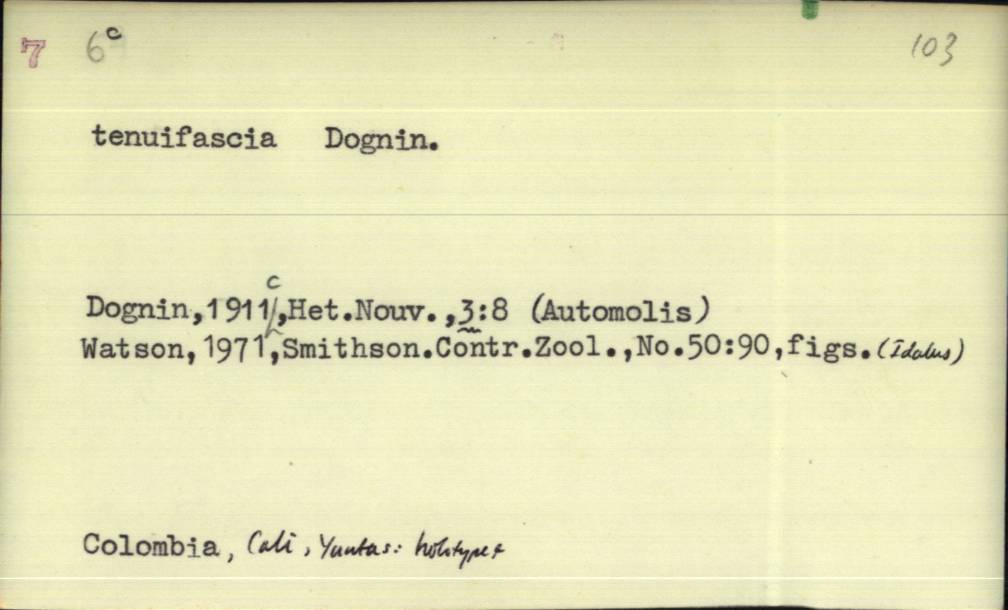 7 6c 103
tenuifascia Dognin.
Dognin,1911c,Het.Nouv.,3:8 (Automolis)
Watson,1971,Smithson.Contr.Zool.,No.50:90,figs.(Idalus)
Colombia, Cali, Yuntas: holotype